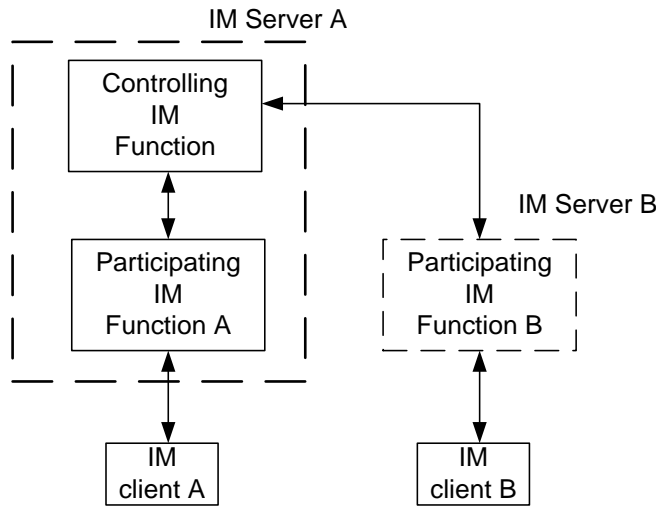 IM Server A
Controlling
IM
Function
IM Server B
Participating
IM
Function A
Participating
IM
Function B
IM
client A
IM
client B